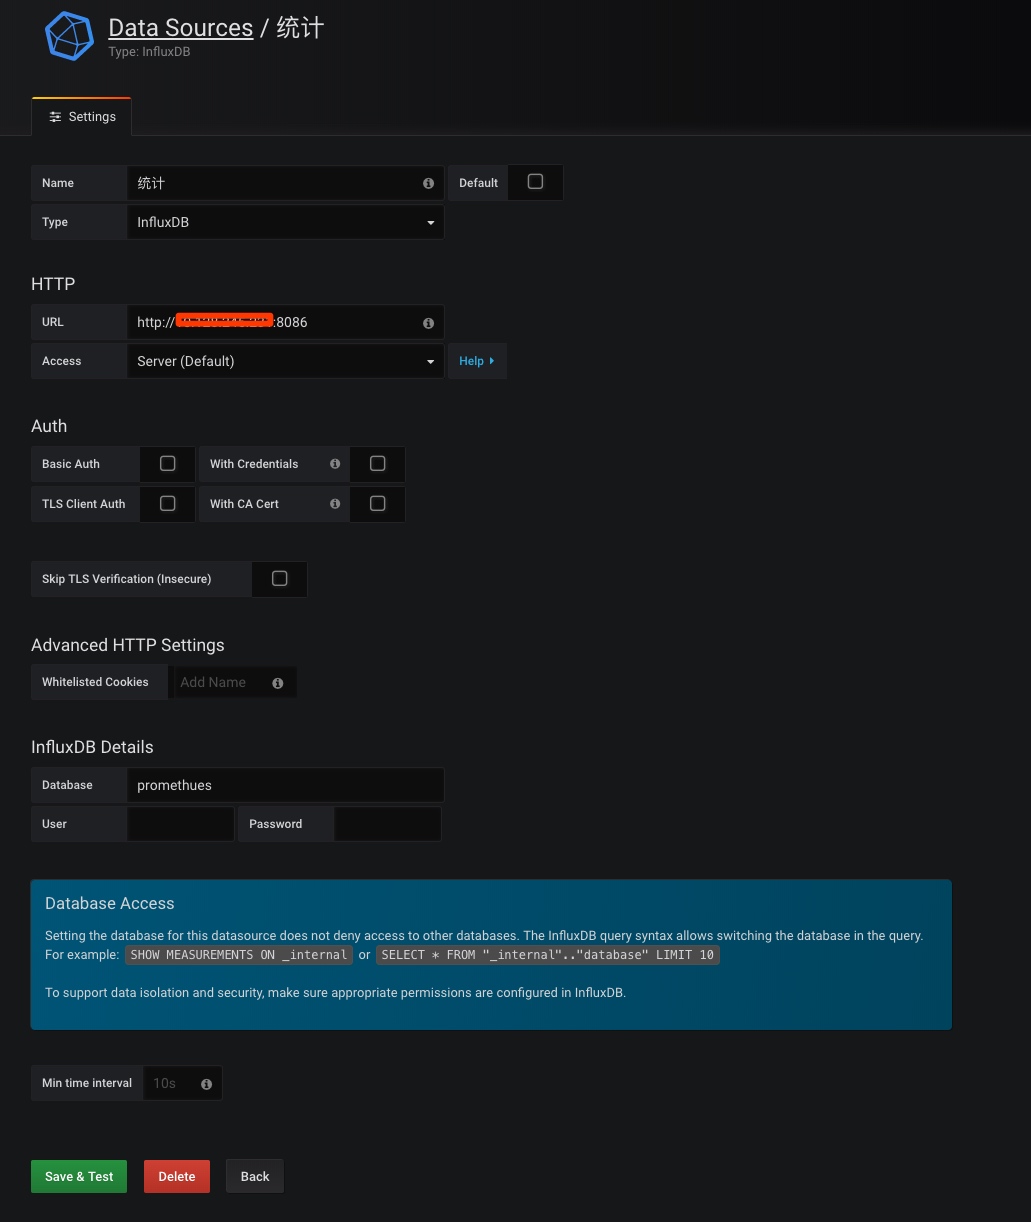 Data Sources / 统计
Type: InfluxDB
Settings
Name 统计 Default
Type InfluxDB
HTTP
URL http:// :8086
Access Server (Default) Help
Auth
Basic Auth With Credentials
TLS Client Auth With CA Cert
Skip TLS Verification (Insecure)
Advanced HTTP Settings
Whitelisted Cookies Add Name
InfluxDB Details
Database promethues
User Password
Database Access
Setting the database for this datasource does not deny access to other databases. The InfluxDB query syntax allows switching the database in the query.
For example: SHOW MEASUREMENTS ON _internal or SELECT * FROM "_internal".."database" LIMIT 10
To support data isolation and security, make sure appropriate permissions are configured in InfluxDB.
Min time interval 10s
Save & Test Delete Back